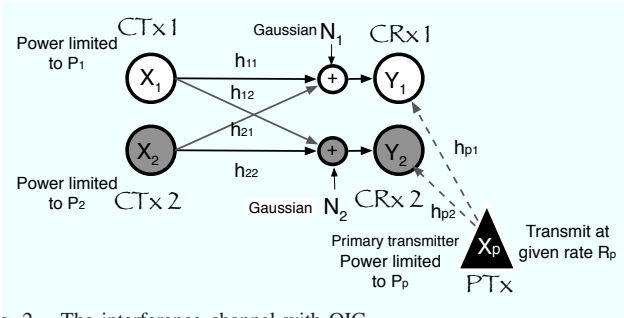 CTx 1
Power limited
to P1
X1
h11
h12
Gaussian N1
+
CRx 1
Y1
h21
h22
X2
+
Y2
hp1
Power limited
to P2
CTx 2
Gaussian N2
CRx 2
hp2
Primary transmitter
Power limited
to Pp
Xp
PTx
Transmit at
given rate Rp
2. The interference channel with OIC